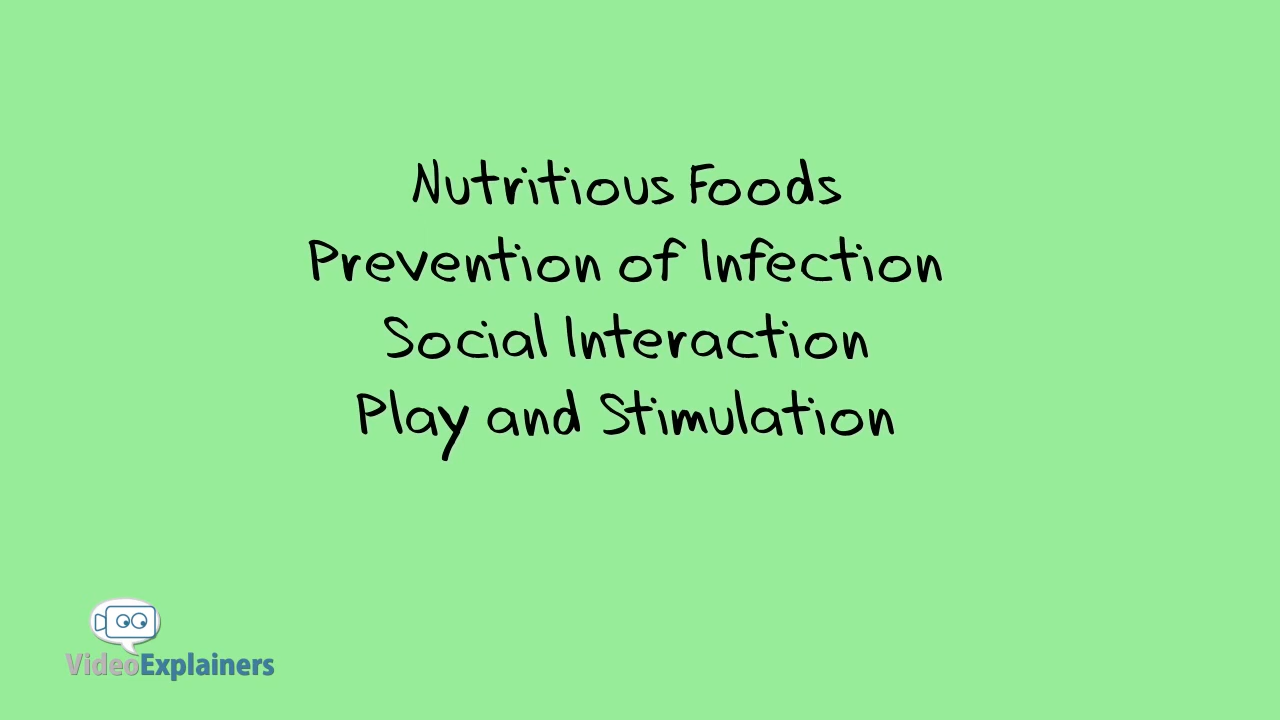 Nutritious Foods
Prevention of Infection
Social Interaction
Play and Stimulation
VideoExplainers